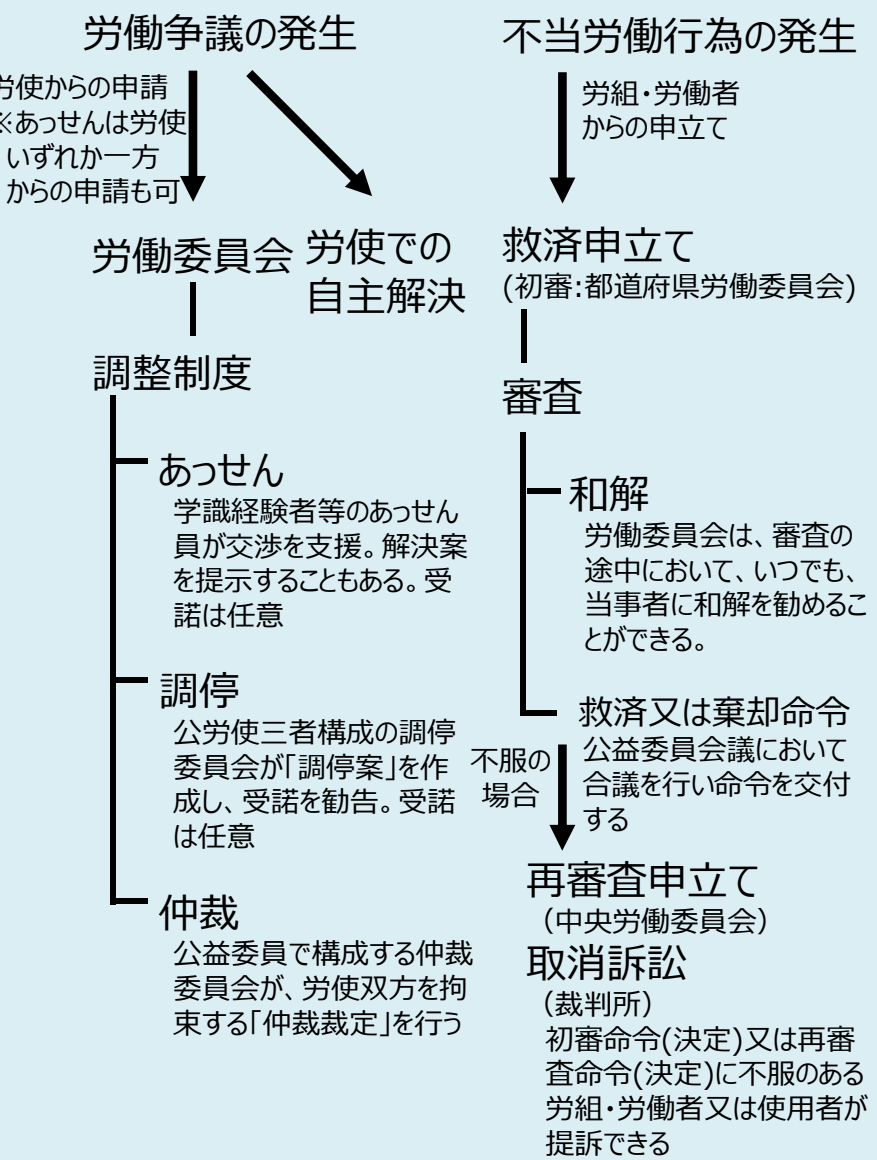 労働争議の発生
労使からの申請
※あっせんは労使
いずれか一方
からの申請も可
労働委員会
労使での
自主解決
調整制度
あっせん
学識経験者等のあっせん
員が交渉を支援。解決案
を提示することもある。受
諾は任意
調停
公労使三者構成の調停
委員会が「調停案」を作
成し、受諾を勧告。受諾
は任意
仲裁
公益委員で構成する仲裁
委員会が、労使双方を拘
束する「仲裁裁定」を行う
不当労働行為の発生
労組・労働者
からの申立て
救済申立て
(初審:都道府県労働委員会)
審査
和解
労働委員会は、審査の
途中において、いつでも、
当事者に和解を勧めるこ
とができる。
救済又は棄却命令
公益委員会議において
合議を行い命令を交付
する
不服の
場合
再審査申立て
（中央労働委員会）
取消訴訟
（裁判所）
初審命令(決定)又は再審
査命令(決定)に不服のある
労組・労働者又は使用者が
提訴できる